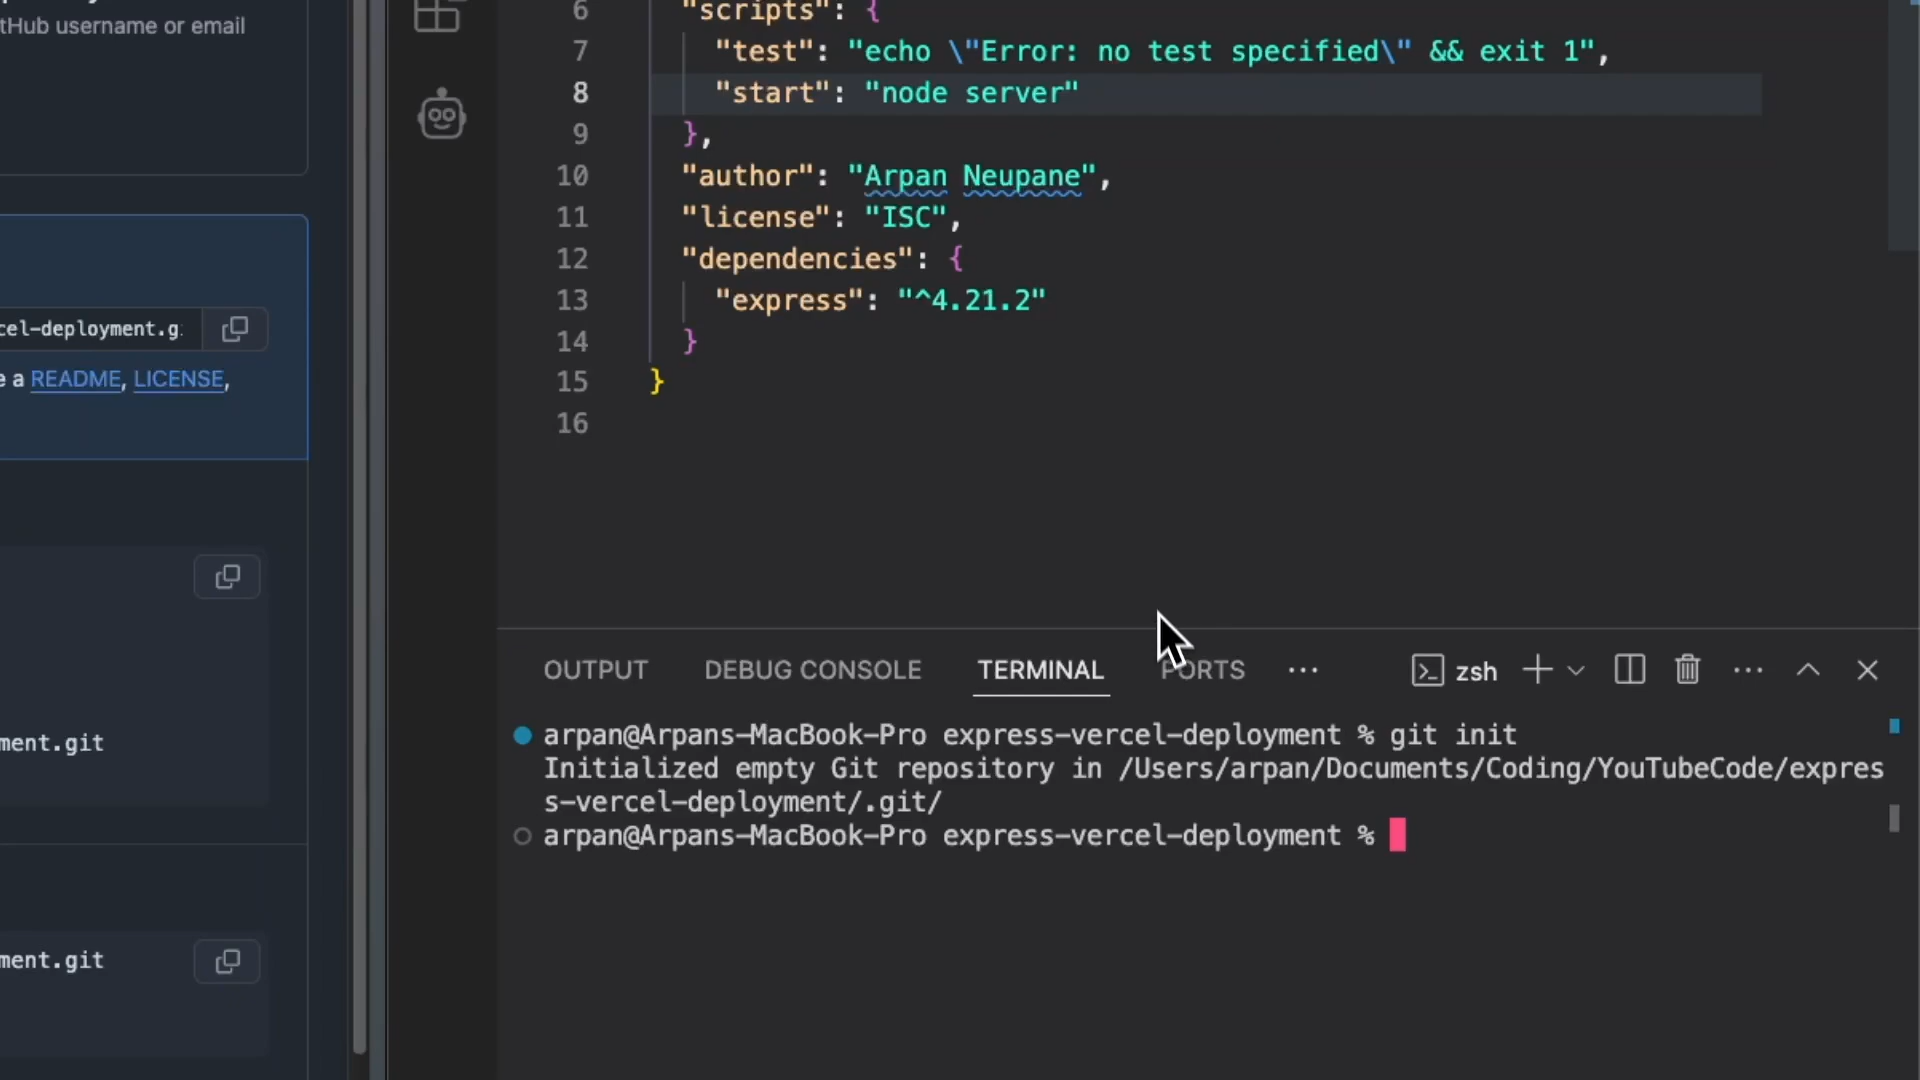 tHub username or email
cel-deployment.g
e a README, LICENSE,
ment.git
ment.git
6 "scripts": {
7 "test": "echo \"Error: no test specified\" && exit 1",
8 "start": "node server"
9 },
10 "author": "Arpan Neupane",
11 "license": "ISC",
12 "dependencies": {
13 "express": "^4.21.2"
14 }
15 }
16
OUTPUT DEBUG CONSOLE TERMINAL PORTS ··· zsh ···
arpan@Arpans-MacBook-Pro express-vercel-deployment % git init
Initialized empty Git repository in /Users/arpan/Documents/Coding/YouTubeCode/expres
s-vercel-deployment/.git/
arpan@Arpans-MacBook-Pro express-vercel-deployment %